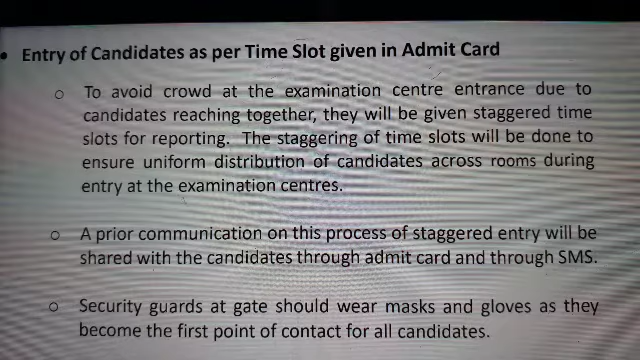 • Entry of Candidates as per Time Slot given in Admit Card
o To avoid crowd at the examination centre entrance due to
candidates reaching together, they will be given staggered time
slots for reporting. The staggering of time slots will be done to
ensure uniform distribution of candidates across rooms during
entry at the examination centres.
o A prior communication on this process of staggered entry will be
shared with the candidates through admit card and through SMS.
o Security guards at gate should wear masks and gloves as they
become the first point of contact for all candidates.